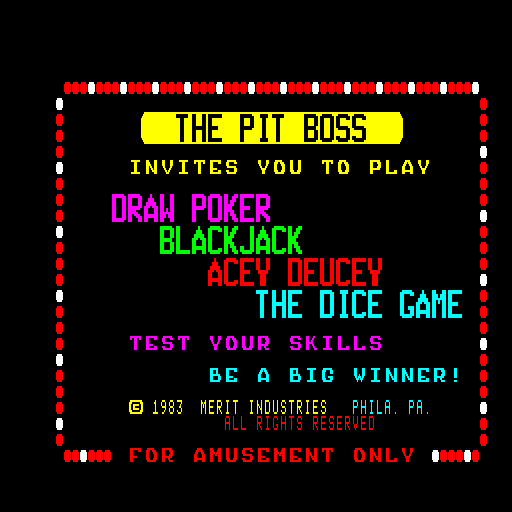 THE PIT BOSS
INVITES YOU TO PLAY
DRAW POKER
BLACKJACK
ACEY DEUCEY
THE DICE GAME
TEST YOUR SKILLS
BE A BIG WINNER!
© 1983 MERIT INDUSTRIES PHILA. PA.
ALL RIGHTS RESERVED
FOR AMUSEMENT ONLY